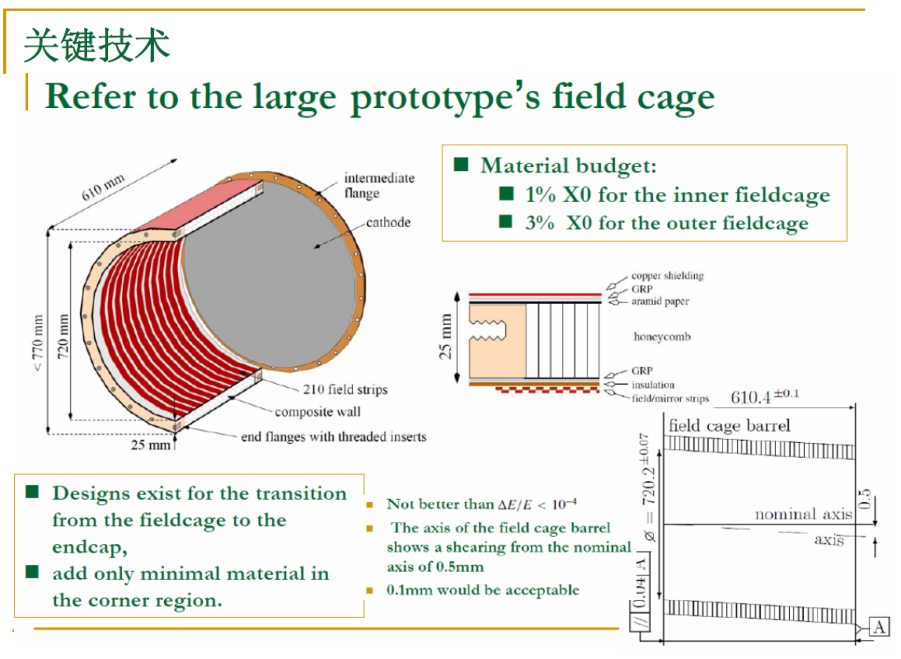 关键技术
Refer to the large prototype’s field cage
610 mm
intermediate
flange
cathode
< 770 mm
720 mm
210 field strips
composite wall
end flanges with threaded inserts
25 mm
■ Material budget:
■ 1% X0 for the inner fieldcage
■ 3% X0 for the outer fieldcage
copper shielding
GRP
aramid paper
honeycomb
25 mm
GRP
insulation
field/mirror strips
610.4 ±0.1
field cage barrel
ø = 720.2±0.07
0.5
nominal axis
axis
// 0.04 A
A
■ Designs exist for the transition
from the fieldcage to the
endcap,
■ add only minimal material in
the corner region.
■ Not better than ΔE/E < 10⁻⁴
■ The axis of the field cage barrel
shows a shearing from the nominal
axis of 0.5mm
■ 0.1mm would be acceptable